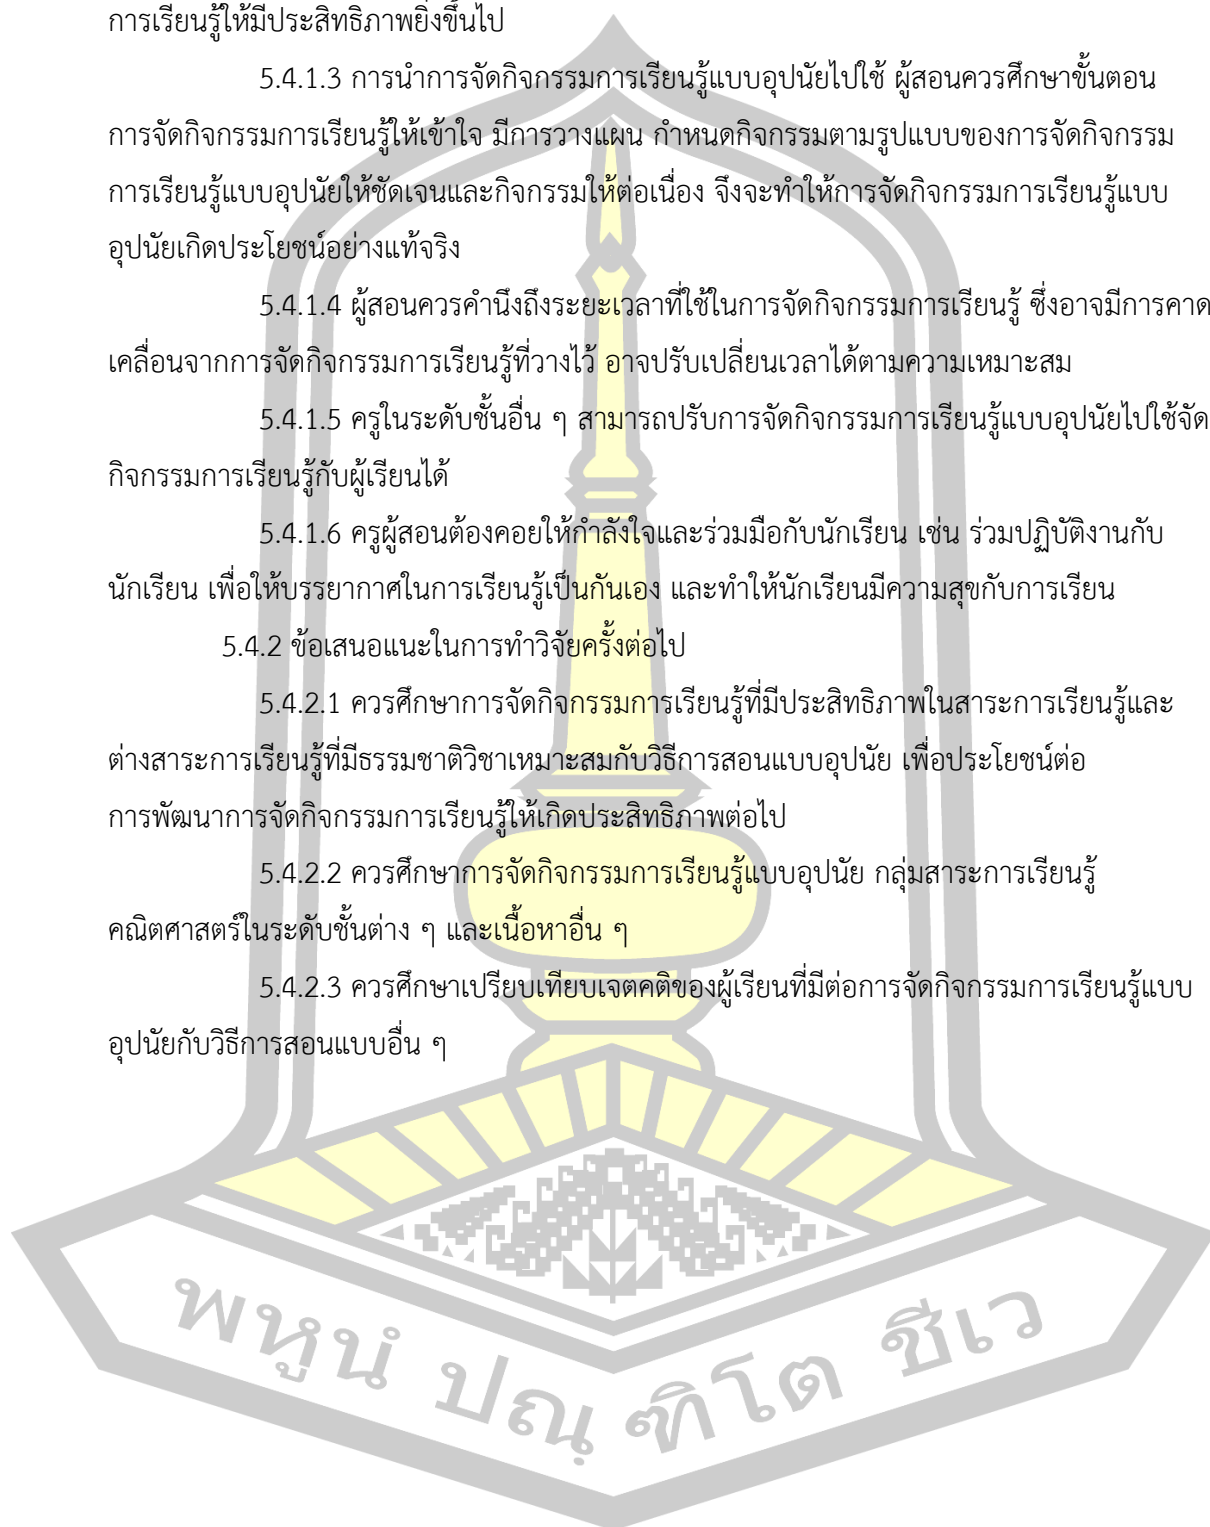 การเรียนรู้ให้มีประสิทธิภาพยิ่งขึ้นไป
5.4.1.3 การนำการจัดกิจกรรมการเรียนรู้แบบอุปนัยไปใช้ ผู้สอนควรศึกษาขั้นตอน
การจัดกิจกรรมการเรียนรู้ให้เข้าใจ มีการวางแผน กำหนดกิจกรรมตามรูปแบบของการจัดกิจกรรม
การเรียนรู้แบบอุปนัยให้ชัดเจนและกิจกรรมให้ต่อเนื่อง จึงจะทำให้การจัดกิจกรรมการเรียนรู้แบบ
อุปนัยเกิดประโยชน์อย่างแท้จริง
5.4.1.4 ผู้สอนควรคำนึงถึงระยะเวลาที่ใช้ในการจัดกิจกรรมการเรียนรู้ ซึ่งอาจมีการคาด
เคลื่อนจากการจัดกิจกรรมการเรียนรู้ที่วางไว้ อาจปรับเปลี่ยนเวลาได้ตามความเหมาะสม
5.4.1.5 ครูในระดับชั้นอื่น ๆ สามารถปรับการจัดกิจกรรมการเรียนรู้แบบอุปนัยไปใช้จัด
กิจกรรมการเรียนรู้กับผู้เรียนได้
5.4.1.6 ครูผู้สอนต้องคอยให้กำลังใจและร่วมมือกับนักเรียน เช่น ร่วมปฏิบัติงานกับ
นักเรียน เพื่อให้บรรยากาศในการเรียนรู้เป็นกันเอง และทำให้นักเรียนมีความสุขกับการเรียน
5.4.2 ข้อเสนอแนะในการทำวิจัยครั้งต่อไป
5.4.2.1 ควรศึกษาการจัดกิจกรรมการเรียนรู้ที่มีประสิทธิภาพในสาระการเรียนรู้และ
ต่างสาระการเรียนรู้ที่มีธรรมชาติวิชาเหมาะสมกับวิธีการสอนแบบอุปนัย เพื่อประโยชน์ต่อ
การพัฒนาการจัดกิจกรรมการเรียนรู้ให้เกิดประสิทธิภาพต่อไป
5.4.2.2 ควรศึกษาการจัดกิจกรรมการเรียนรู้แบบอุปนัย กลุ่มสาระการเรียนรู้
คณิตศาสตร์ในระดับชั้นต่าง ๆ และเนื้อหาอื่น ๆ
5.4.2.3 ควรศึกษาเปรียบเทียบเจตคติของผู้เรียนที่มีต่อการจัดกิจกรรมการเรียนรู้แบบ
อุปนัยกับวิธีการสอนแบบอื่น ๆ
พหูนํ ปณฺ ฑิโต ชีเว